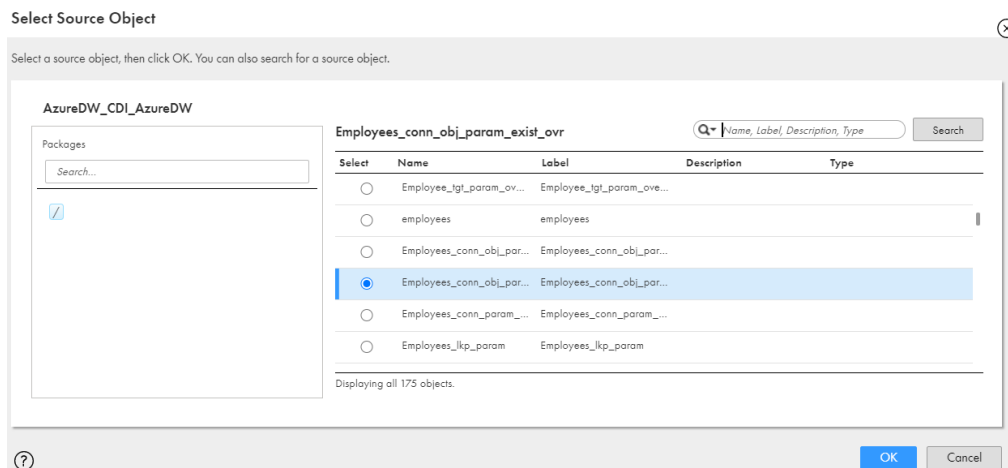 Select Source Object
Select a source object, then click OK. You can also search for a source object.
AzureDW_CDI_AzureDW
Packages
Search...
/
Employees_conn_obj_param_exist_ovr
Name, Label, Description, Type
Search
Select Name Label Description Type
Employee_tgt_param_ov... Employee_tgt_param_ove...
employees employees
Employees_conn_obj_par... Employees_conn_obj_par...
Employees_conn_obj_par... Employees_conn_obj_par...
Employees_conn_param_... Employees_conn_param_...
Employees_lkp_param Employees_lkp_param
Displaying all 175 objects.
?
OK Cancel